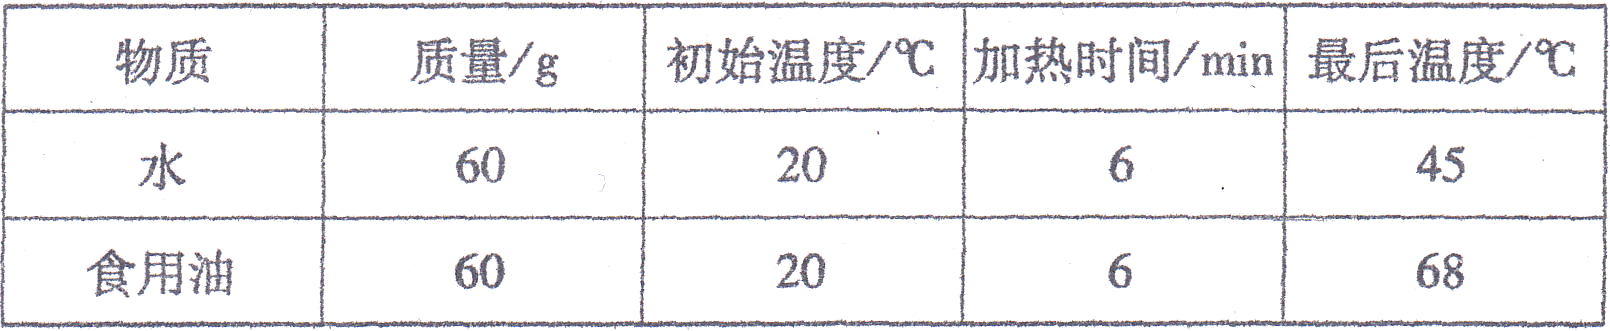 物质 质量/g 初始温度/℃ 加热时间/min 最后温度/℃
水 60 20 6 45
食用油 60 20 6 68